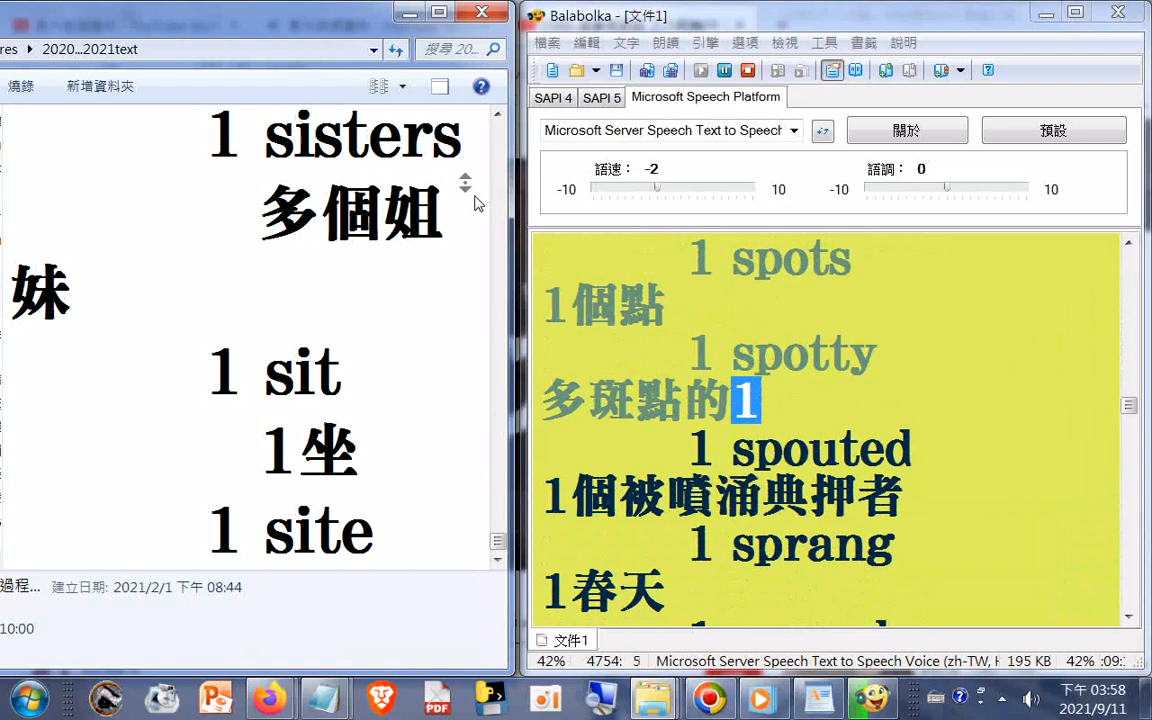 res ▸ 2020...2021text
搜尋 20...
燒錄 新增資料夾
1 sisters
多個姐
妹
1 sit
1坐
1 site
過程... 建立日期: 2021/2/1 下午 08:44
10:00
Balabolka - [文件1]
檔案 編輯 文字 朗讀 引擎 選項 檢視 工具 書籤 說明
SAPI 4 SAPI 5 Microsoft Speech Platform
Microsoft Server Speech Text to Speech 關於 預設
語速： -2 語調： 0
-10 10 -10 10
1 spots
1個點
1 spotty
多斑點的1
1 spouted
1個被噴涌典押者
1 sprang
1春天
文件1
42% 4754: 5 Microsoft Server Speech Text to Speech Voice (zh-TW, H 195 KB 42% :09:
PDF
下午 03:58
2021/9/11